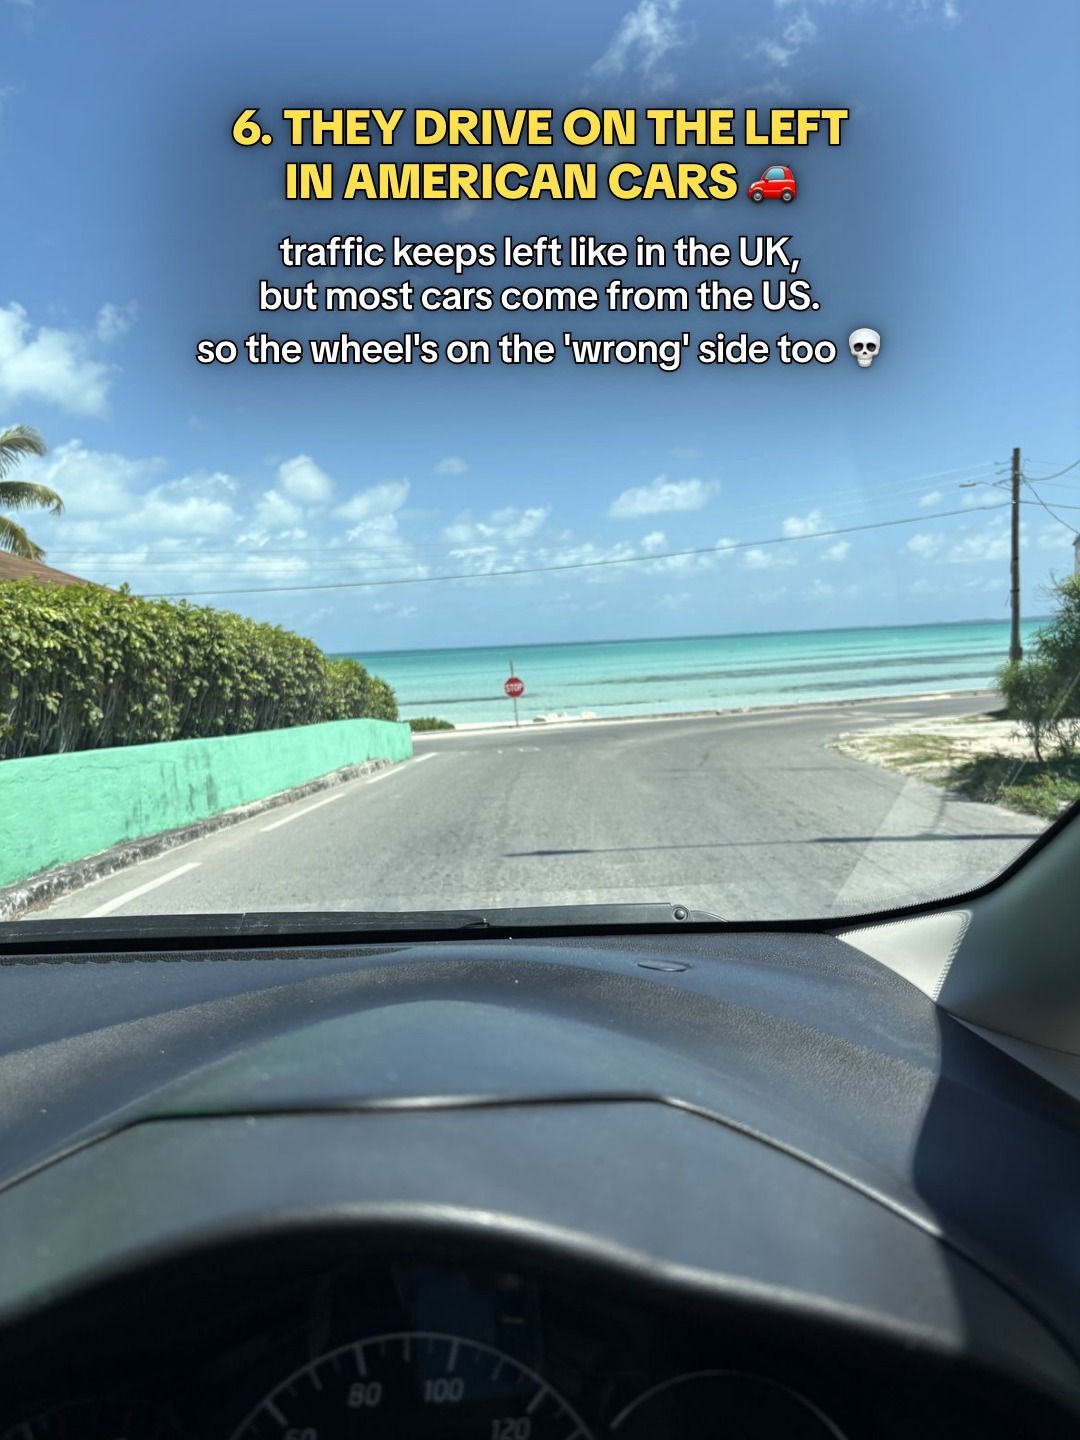 6. THEY DRIVE ON THE LEFT
IN AMERICAN CARS 🚗
traffic keeps left like in the UK,
but most cars come from the US.
so the wheel's on the 'wrong' side too 💀
STOP
80 100
60 120